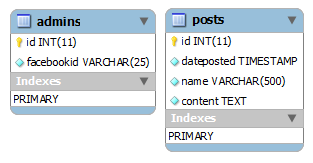 admins
id INT(11)
facebookid VARCHAR(25)
Indexes
PRIMARY
posts
id INT(11)
dateposted TIMESTAMP
name VARCHAR(500)
content TEXT
Indexes
PRIMARY